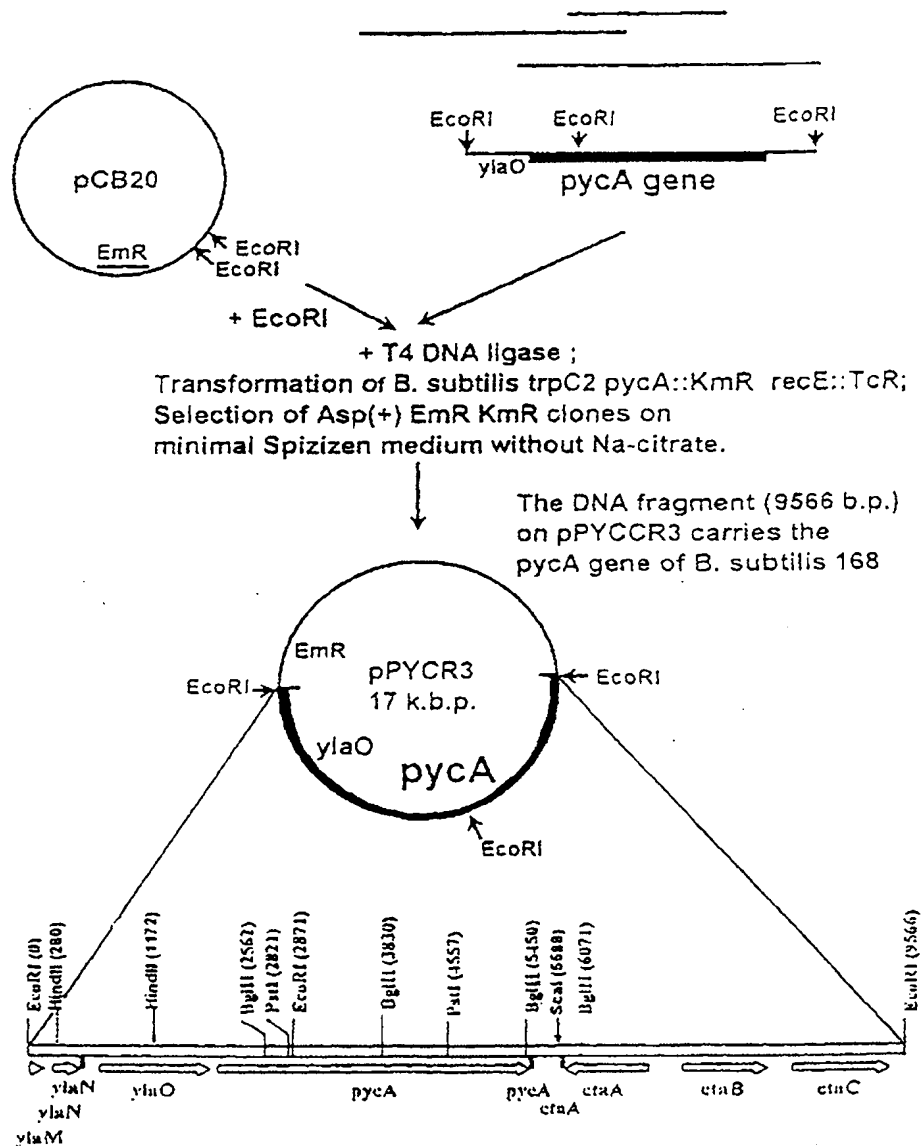 EcoRI EcoRI EcoRI
ylaO
pycA gene
pCB20
EmR
EcoRI
EcoRI
+ EcoRI
+ T4 DNA ligase ;
Transformation of B. subtilis trpC2 pycA::KmR recE::TcR;
Selection of Asp(+) EmR KmR clones on
minimal Spizizen medium without Na-citrate.
The DNA fragment (9566 b.p.)
on pPYCCR3 carries the
pycA gene of B. subtilis 168
EmR
pPYCR3
17 k.b.p.
EcoRI
EcoRI
ylaO
pycA
EcoRI
EcoRI (0)
HindII (280)
HindII (1172)
BglII (2562)
PstI (2821)
EcoRI (2871)
BglII (3830)
PstI (4557)
BglII (5450)
ScaI (6688)
BglII (6071)
EcoRI (9566)
ylaN ylaO pycA pycA ctaA ctaB ctaC
ylaN ctaA
ylaM